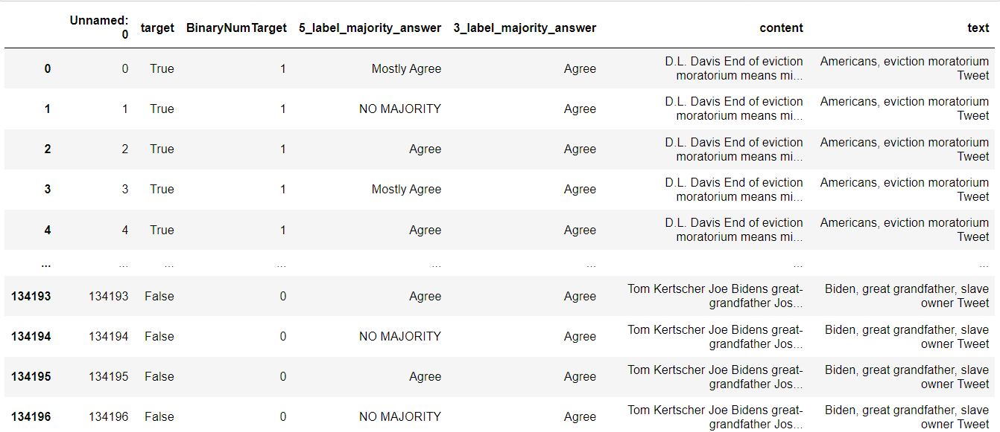 Unnamed: 0 target BinaryNumTarget 5_label_majority_answer 3_label_majority_answer content text
0 0 True 1 Mostly Agree Agree D.L. Davis End of eviction moratorium means mi... Americans, eviction moratorium Tweet
1 1 True 1 NO MAJORITY Agree D.L. Davis End of eviction moratorium means mi... Americans, eviction moratorium Tweet
2 2 True 1 Agree Agree D.L. Davis End of eviction moratorium means mi... Americans, eviction moratorium Tweet
3 3 True 1 Mostly Agree Agree D.L. Davis End of eviction moratorium means mi... Americans, eviction moratorium Tweet
4 4 True 1 Agree Agree D.L. Davis End of eviction moratorium means mi... Americans, eviction moratorium Tweet
... ... ... ... ... ... ... ...
134193 134193 False 0 Agree Agree Tom Kertscher Joe Bidens great-grandfather Jos... Biden, great grandfather, slave owner Tweet
134194 134194 False 0 NO MAJORITY Agree Tom Kertscher Joe Bidens great-grandfather Jos... Biden, great grandfather, slave owner Tweet
134195 134195 False 0 Agree Agree Tom Kertscher Joe Bidens great-grandfather Jos... Biden, great grandfather, slave owner Tweet
134196 134196 False 0 NO MAJORITY Agree Tom Kertscher Joe Bidens great-grandfather Jos... Biden, great grandfather, slave owner Tweet